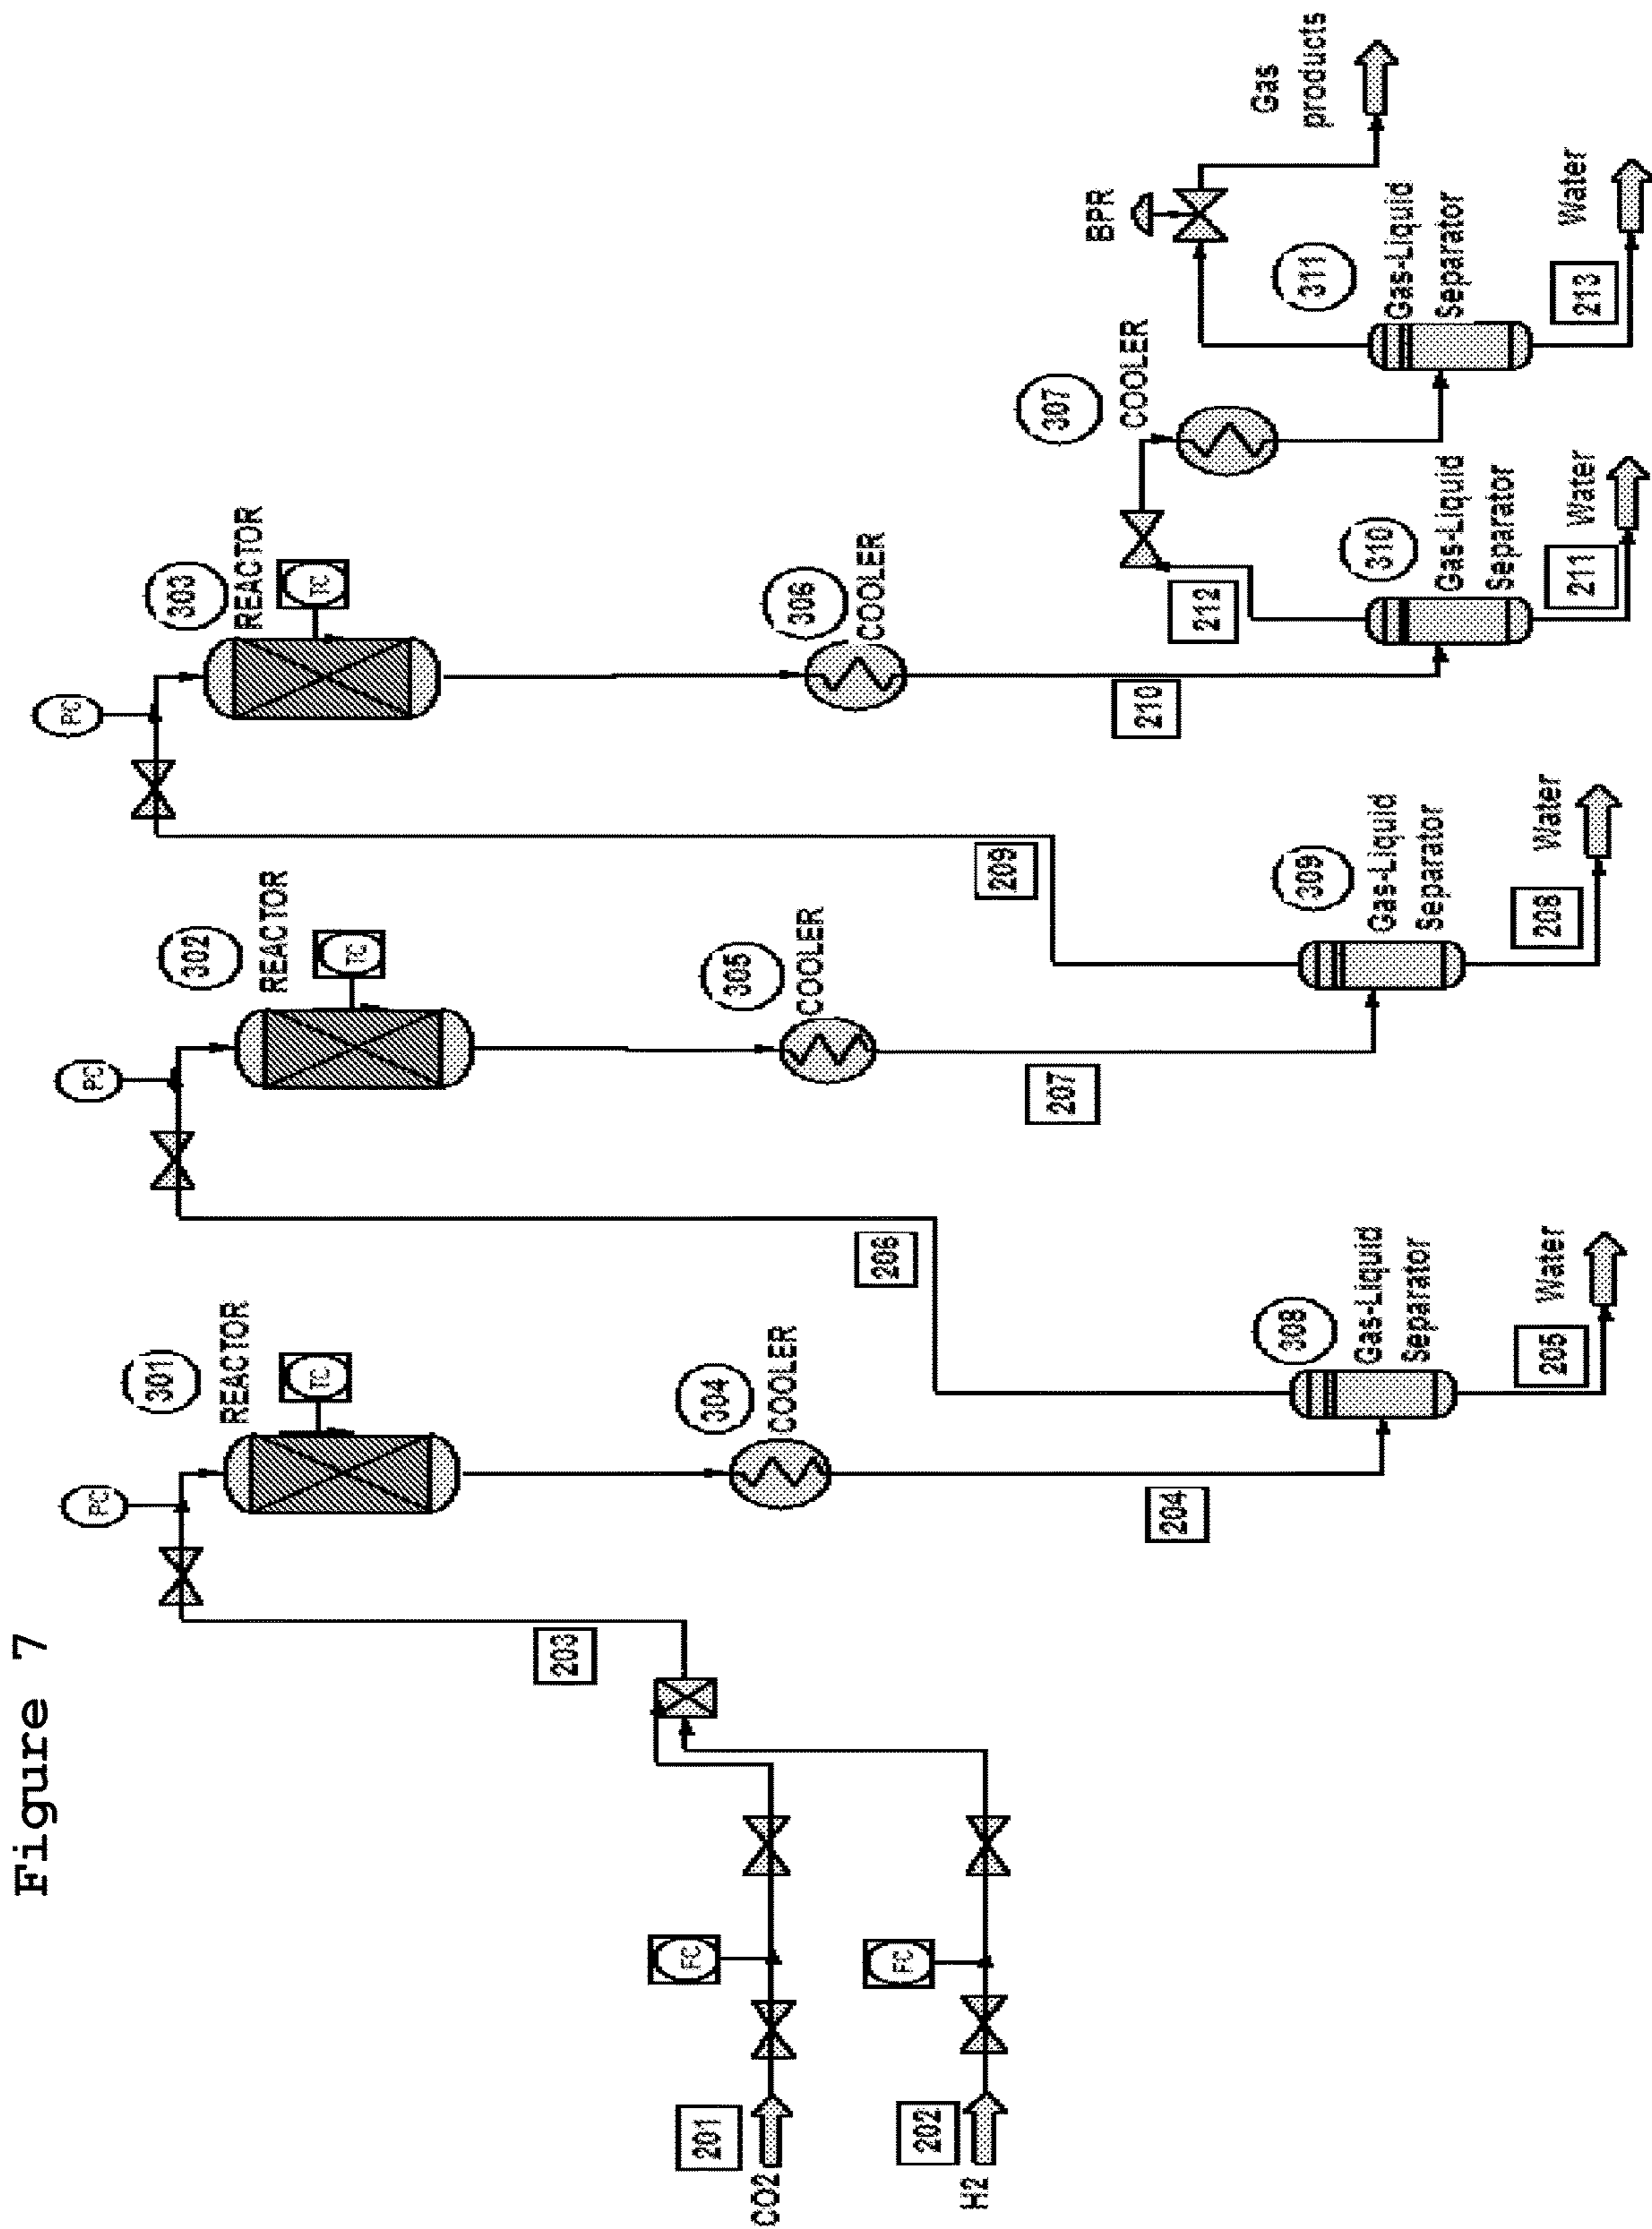 Figure 7
CO2
201
FC
H2
202
FC
203
PC
301
REACTOR
TC
304
COOLER
204
308
Gas-Liquid
Separator
205
Water
206
PC
302
REACTOR
TC
305
COOLER
207
309
Gas-Liquid
Separator
208
Water
209
PC
303
REACTOR
TC
306
COOLER
210
310
Gas-Liquid
Separator
211
Water
212
307
COOLER
311
Gas-Liquid
Separator
213
Water
BPR
Gas
products